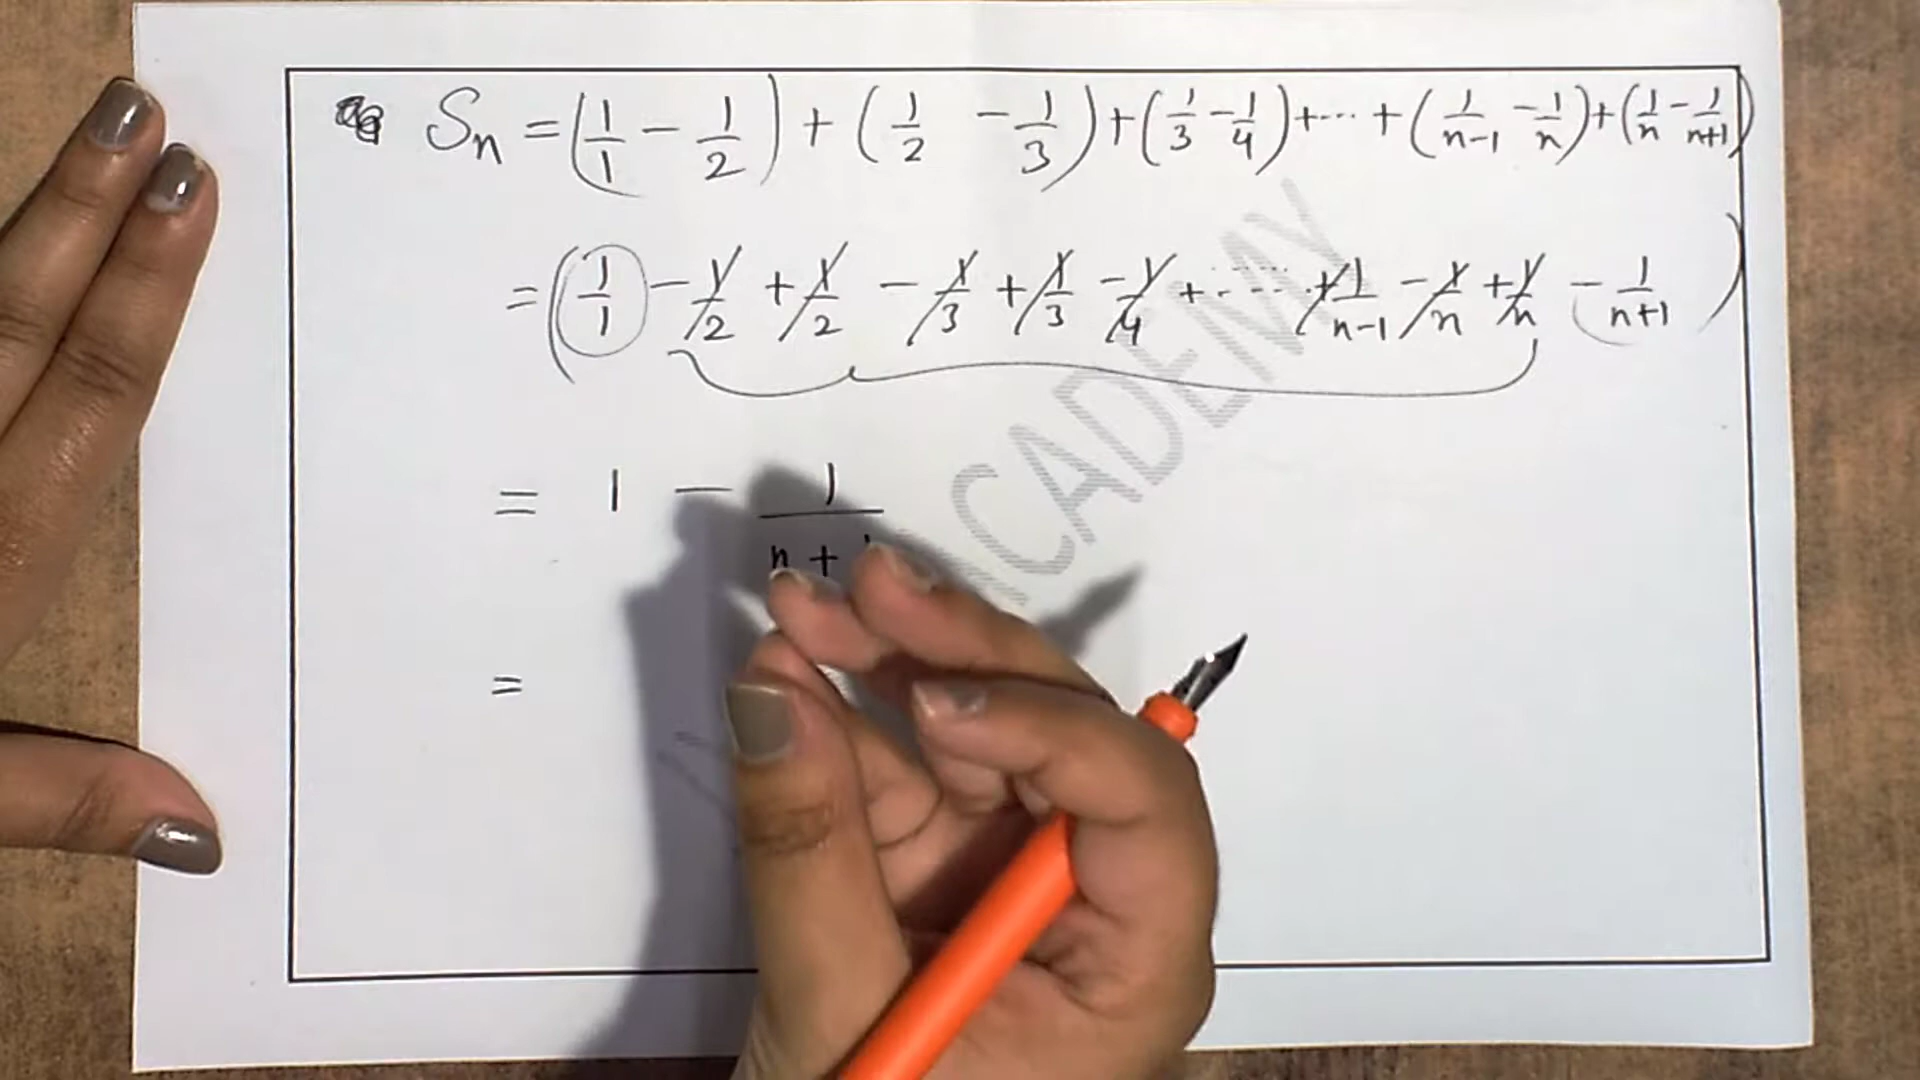 Sn = (1/1 - 1/2) + (1/2 - 1/3) + (1/3 - 1/4) + ... + (1/n-1 - 1/n) + (1/n - 1/n+1)
= (1/1 - 1/2 + 1/2 - 1/3 + 1/3 - 1/4 + ...... + 1/n-1 - 1/n + 1/n - 1/n+1)
= 1 - 1/n+1
=
CADEMY